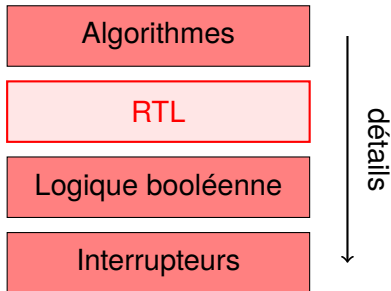 Algorithmes
RTL
Logique booléenne
Interrupteurs
détails